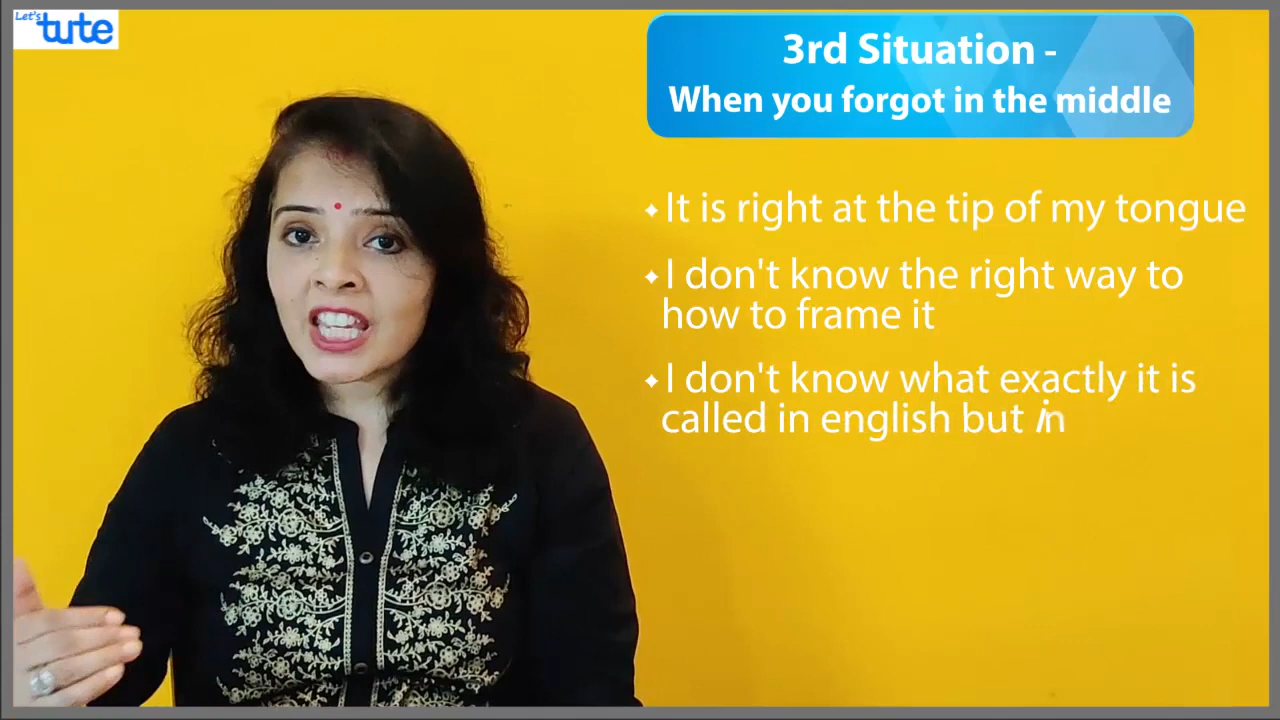 Let's
tute
3rd Situation -
When you forgot in the middle
It is right at the tip of my tongue
I don't know the right way to
how to frame it
I don't know what exactly it is
called in english but in